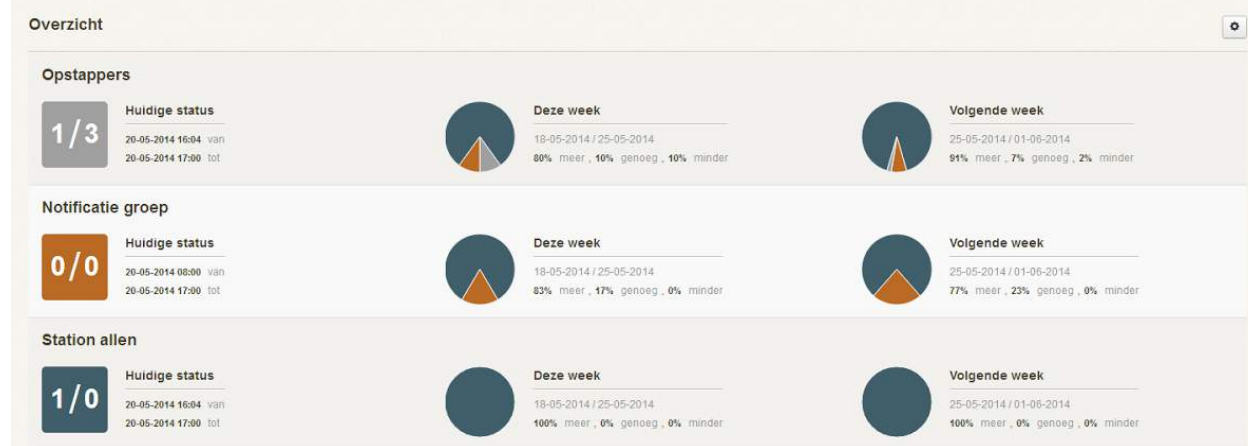 Overzicht
Opstappers
1/3
Huidige status
20-05-2014 16:04 van
20-05-2014 17:00 tot
Deze week
18-05-2014 / 25-05-2014
80% meer , 10% genoeg , 10% minder
Volgende week
25-05-2014 / 01-06-2014
91% meer , 7% genoeg , 2% minder
Notificatie groep
0/0
Huidige status
20-05-2014 08:00 van
20-05-2014 17:00 tot
Deze week
18-05-2014 / 25-05-2014
83% meer , 17% genoeg , 0% minder
Volgende week
25-05-2014 / 01-06-2014
77% meer , 23% genoeg , 0% minder
Station allen
1/0
Huidige status
20-05-2014 16:04 van
20-05-2014 17:00 tot
Deze week
18-05-2014 / 25-05-2014
100% meer , 0% genoeg , 0% minder
Volgende week
25-05-2014 / 01-06-2014
100% meer , 0% genoeg , 0% minder